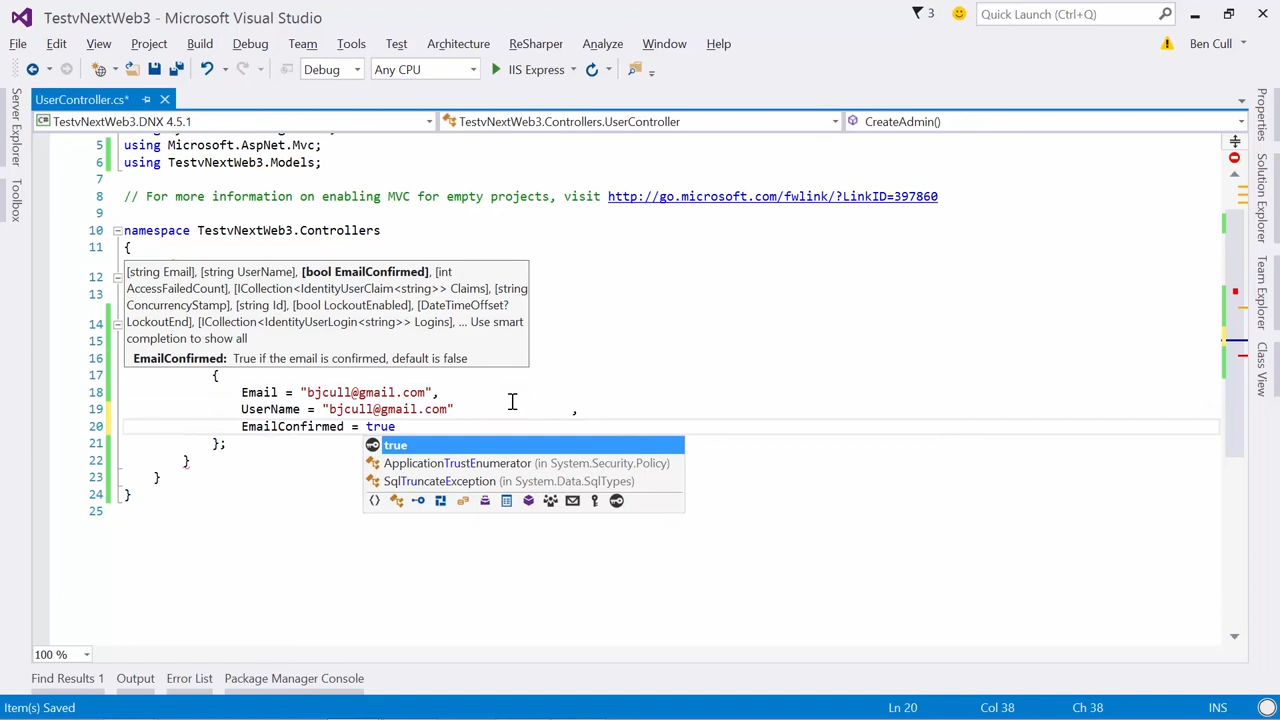 TestvNextWeb3 - Microsoft Visual Studio
3
Quick Launch (Ctrl+Q)
File Edit View Project Build Debug Team Tools Test Architecture ReSharper Analyze Window Help
Ben Cull
Debug Any CPU IIS Express
UserController.cs*
TestvNextWeb3.DNX 4.5.1 TestvNextWeb3.Controllers.UserController CreateAdmin()
Server Explorer
Toolbox
5 using Microsoft.AspNet.Mvc;
6 using TestvNextWeb3.Models;
7
8 // For more information on enabling MVC for empty projects, visit http://go.microsoft.com/fwlink/?LinkID=397860
9
10 namespace TestvNextWeb3.Controllers
11 {
12
13
[string Email], [string UserName], [bool EmailConfirmed], [int
AccessFailedCount], [ICollection<IdentityUserClaim<string>> Claims], [string
ConcurrencyStamp], [string Id], [bool LockoutEnabled], [DateTimeOffset?
LockoutEnd], [ICollection<IdentityUserLogin<string>> Logins], ... Use smart
completion to show all
EmailConfirmed: True if the email is confirmed, default is false
14
15
16
17 {
18 Email = "bjcull@gmail.com",
19 UserName = "bjcull@gmail.com" ,
20 EmailConfirmed = true
21 };
22 }
23 }
24 }
25
true
ApplicationTrustEnumerator (in System.Security.Policy)
SqlTruncateException (in System.Data.SqlTypes)
Properties
Solution Explorer
Team Explorer
Class View
100 %
Find Results 1 Output Error List Package Manager Console
Item(s) Saved Ln 20 Col 38 Ch 38 INS